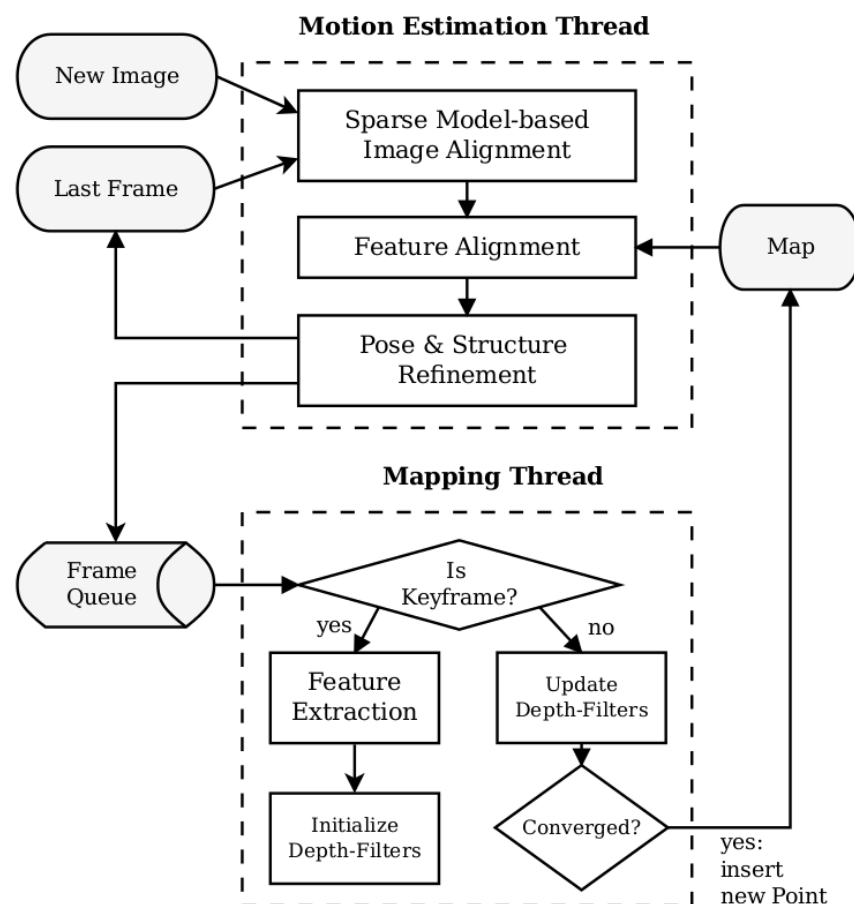 Motion Estimation Thread
New Image
Sparse Model-based
Image Alignment
Last Frame
Feature Alignment
Map
Pose & Structure
Refinement
Mapping Thread
Frame
Queue
Is
Keyframe?
yes
no
Feature
Extraction
Update
Depth-Filters
Initialize
Depth-Filters
Converged?
yes:
insert
new Point